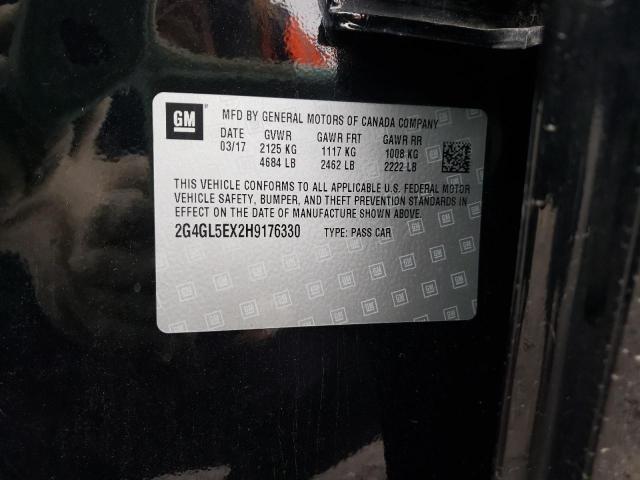 GM
MFD BY GENERAL MOTORS OF CANADA COMPANY
DATE GVWR GAWR FRT GAWR RR
03/17 2125 KG 1117 KG 1008 KG
4684 LB 2462 LB 2222 LB
THIS VEHICLE CONFORMS TO ALL APPLICABLE U.S. FEDERAL MOTOR
VEHICLE SAFETY, BUMPER, AND THEFT PREVENTION STANDARDS IN
EFFECT ON THE DATE OF MANUFACTURE SHOWN ABOVE.
2G4GL5EX2H9176330 TYPE: PASS CAR